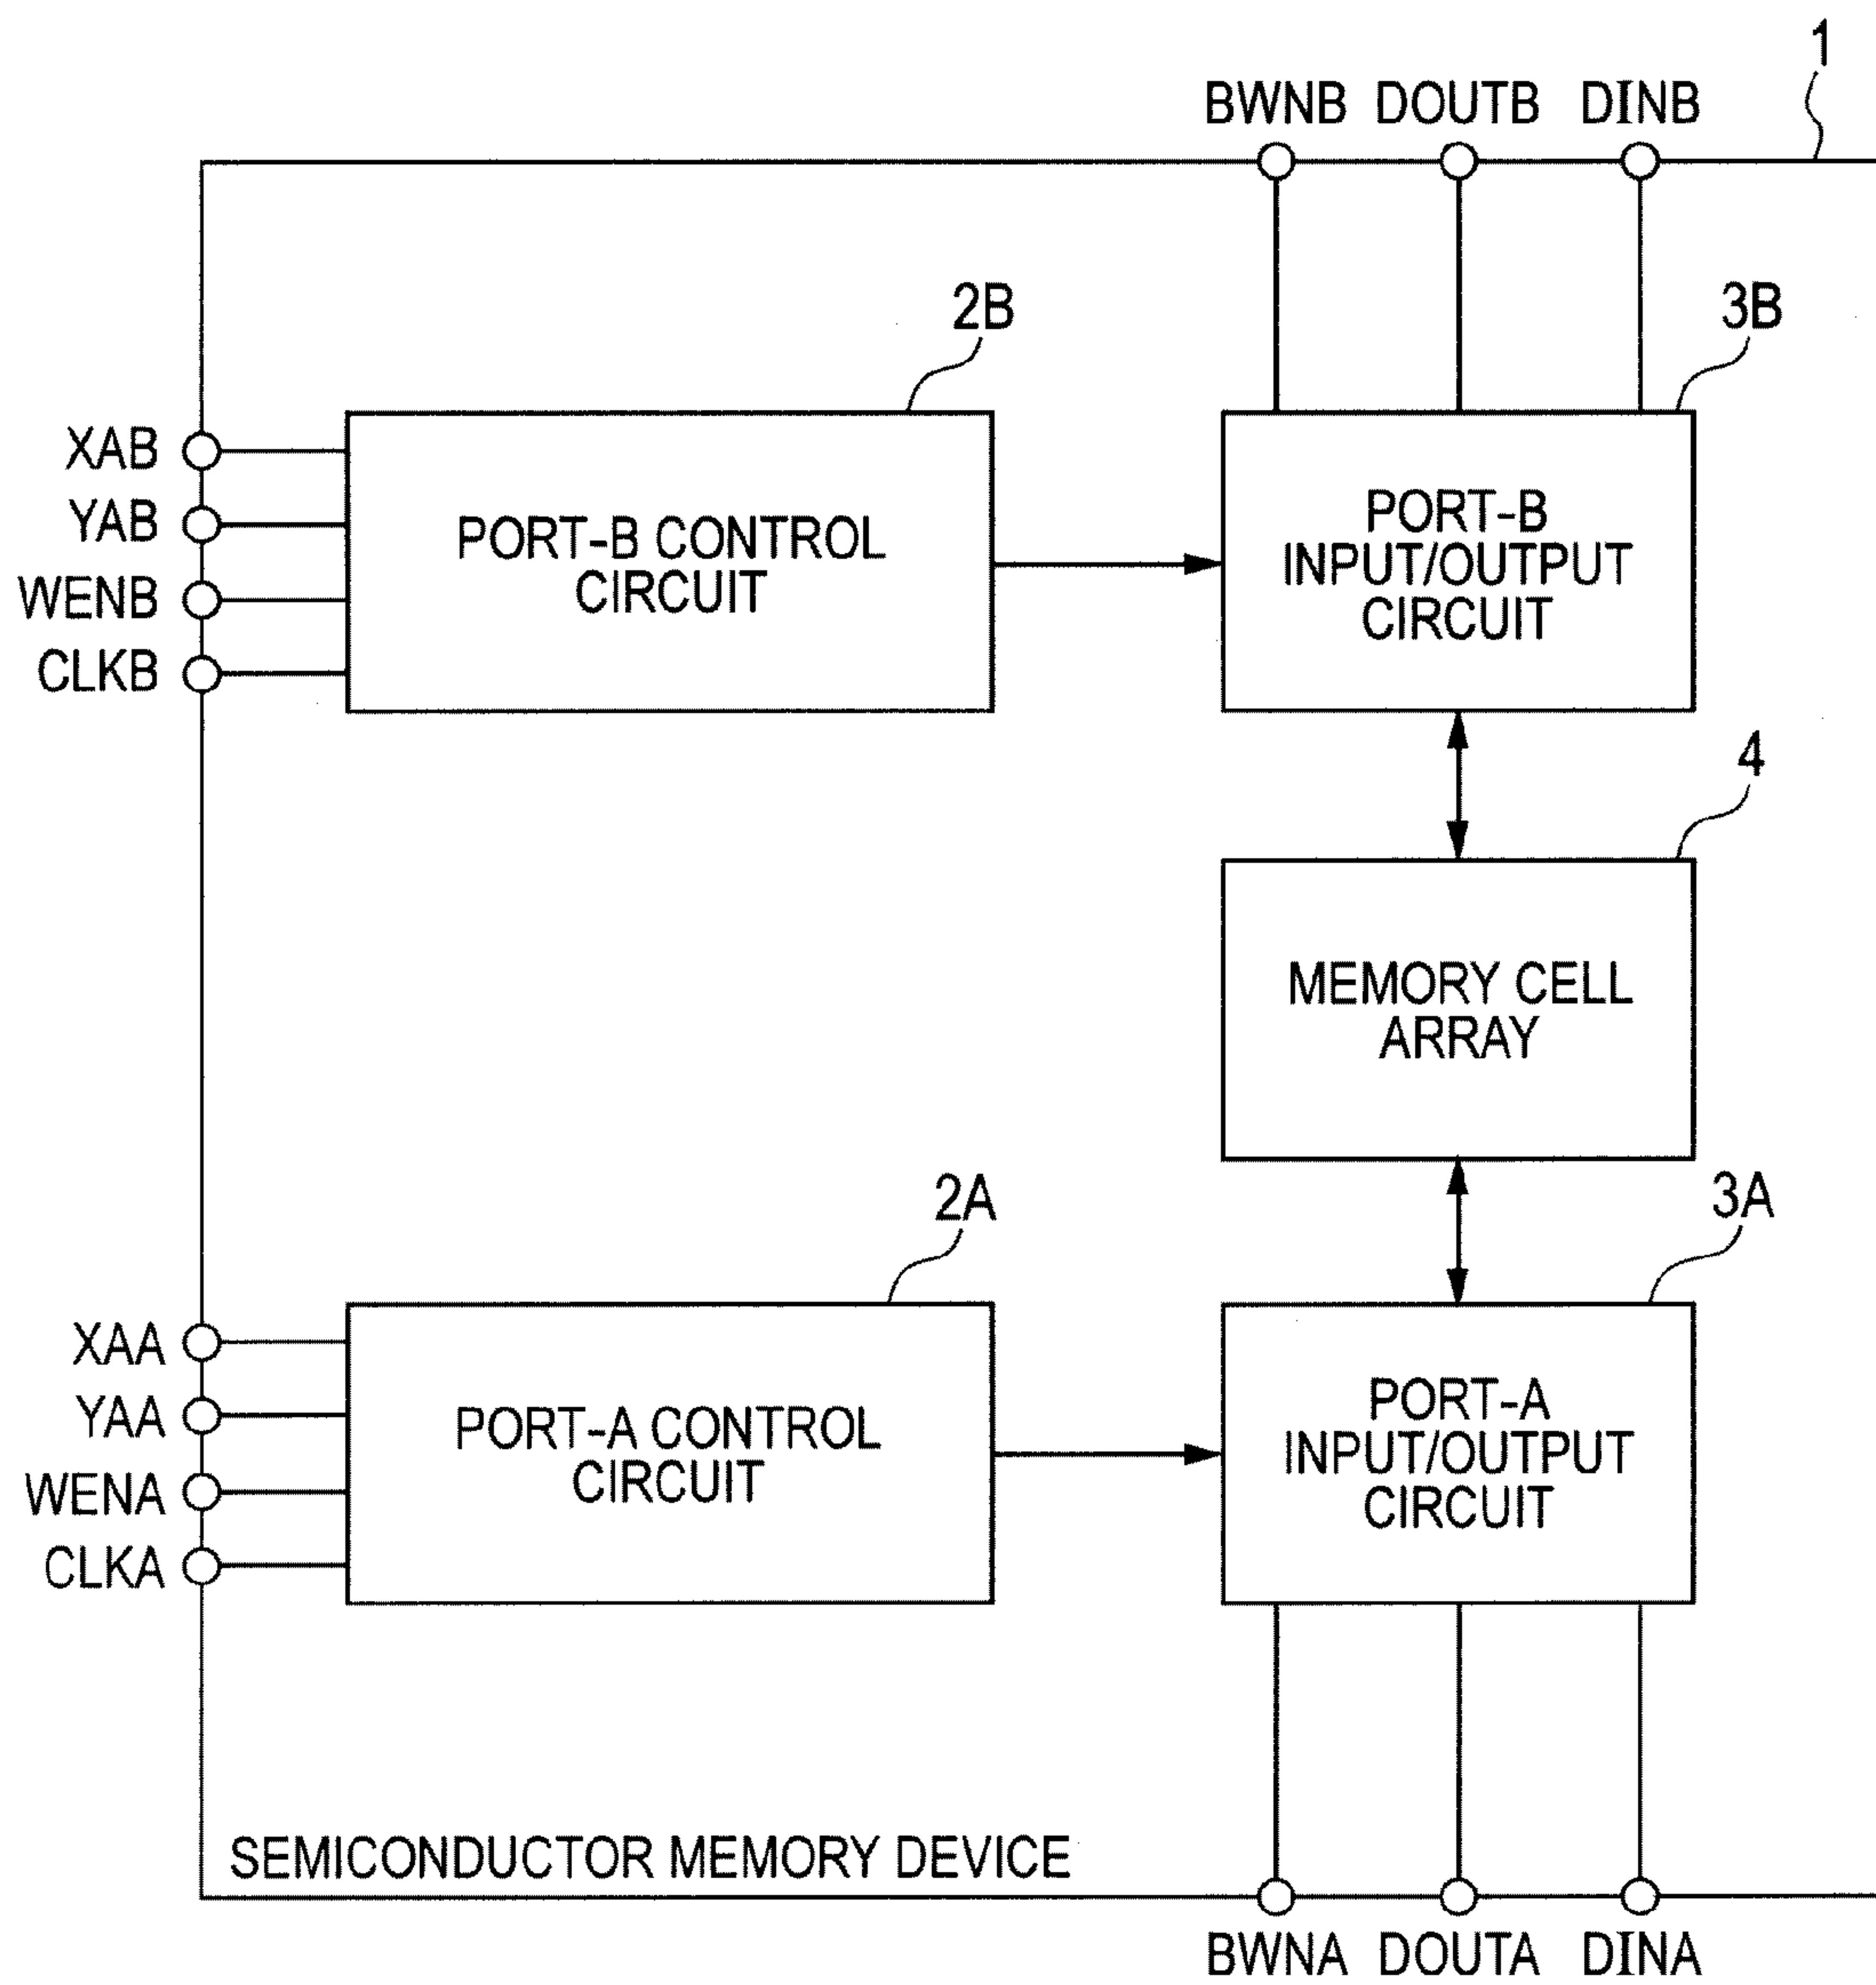 1
BWNB DOUTB DINB
2B
3B
XAB
YAB
WENB
CLKB
PORT-B CONTROL
CIRCUIT
PORT-B
INPUT/OUTPUT
CIRCUIT
4
MEMORY CELL
ARRAY
2A
3A
XAA
YAA
WENA
CLKA
PORT-A CONTROL
CIRCUIT
PORT-A
INPUT/OUTPUT
CIRCUIT
SEMICONDUCTOR MEMORY DEVICE
BWNA DOUTA DINA